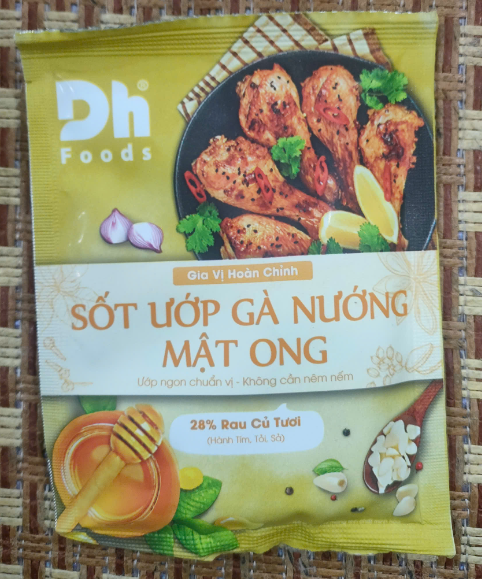 Dh®
Foods
Gia Vị Hoàn Chỉnh
SỐT ƯỚP GÀ NƯỚNG
MẬT ONG
Ướp ngon chuẩn vị - Không cần nêm nếm
28% Rau Củ Tươi
(Hành Tím, Tỏi, Sả)